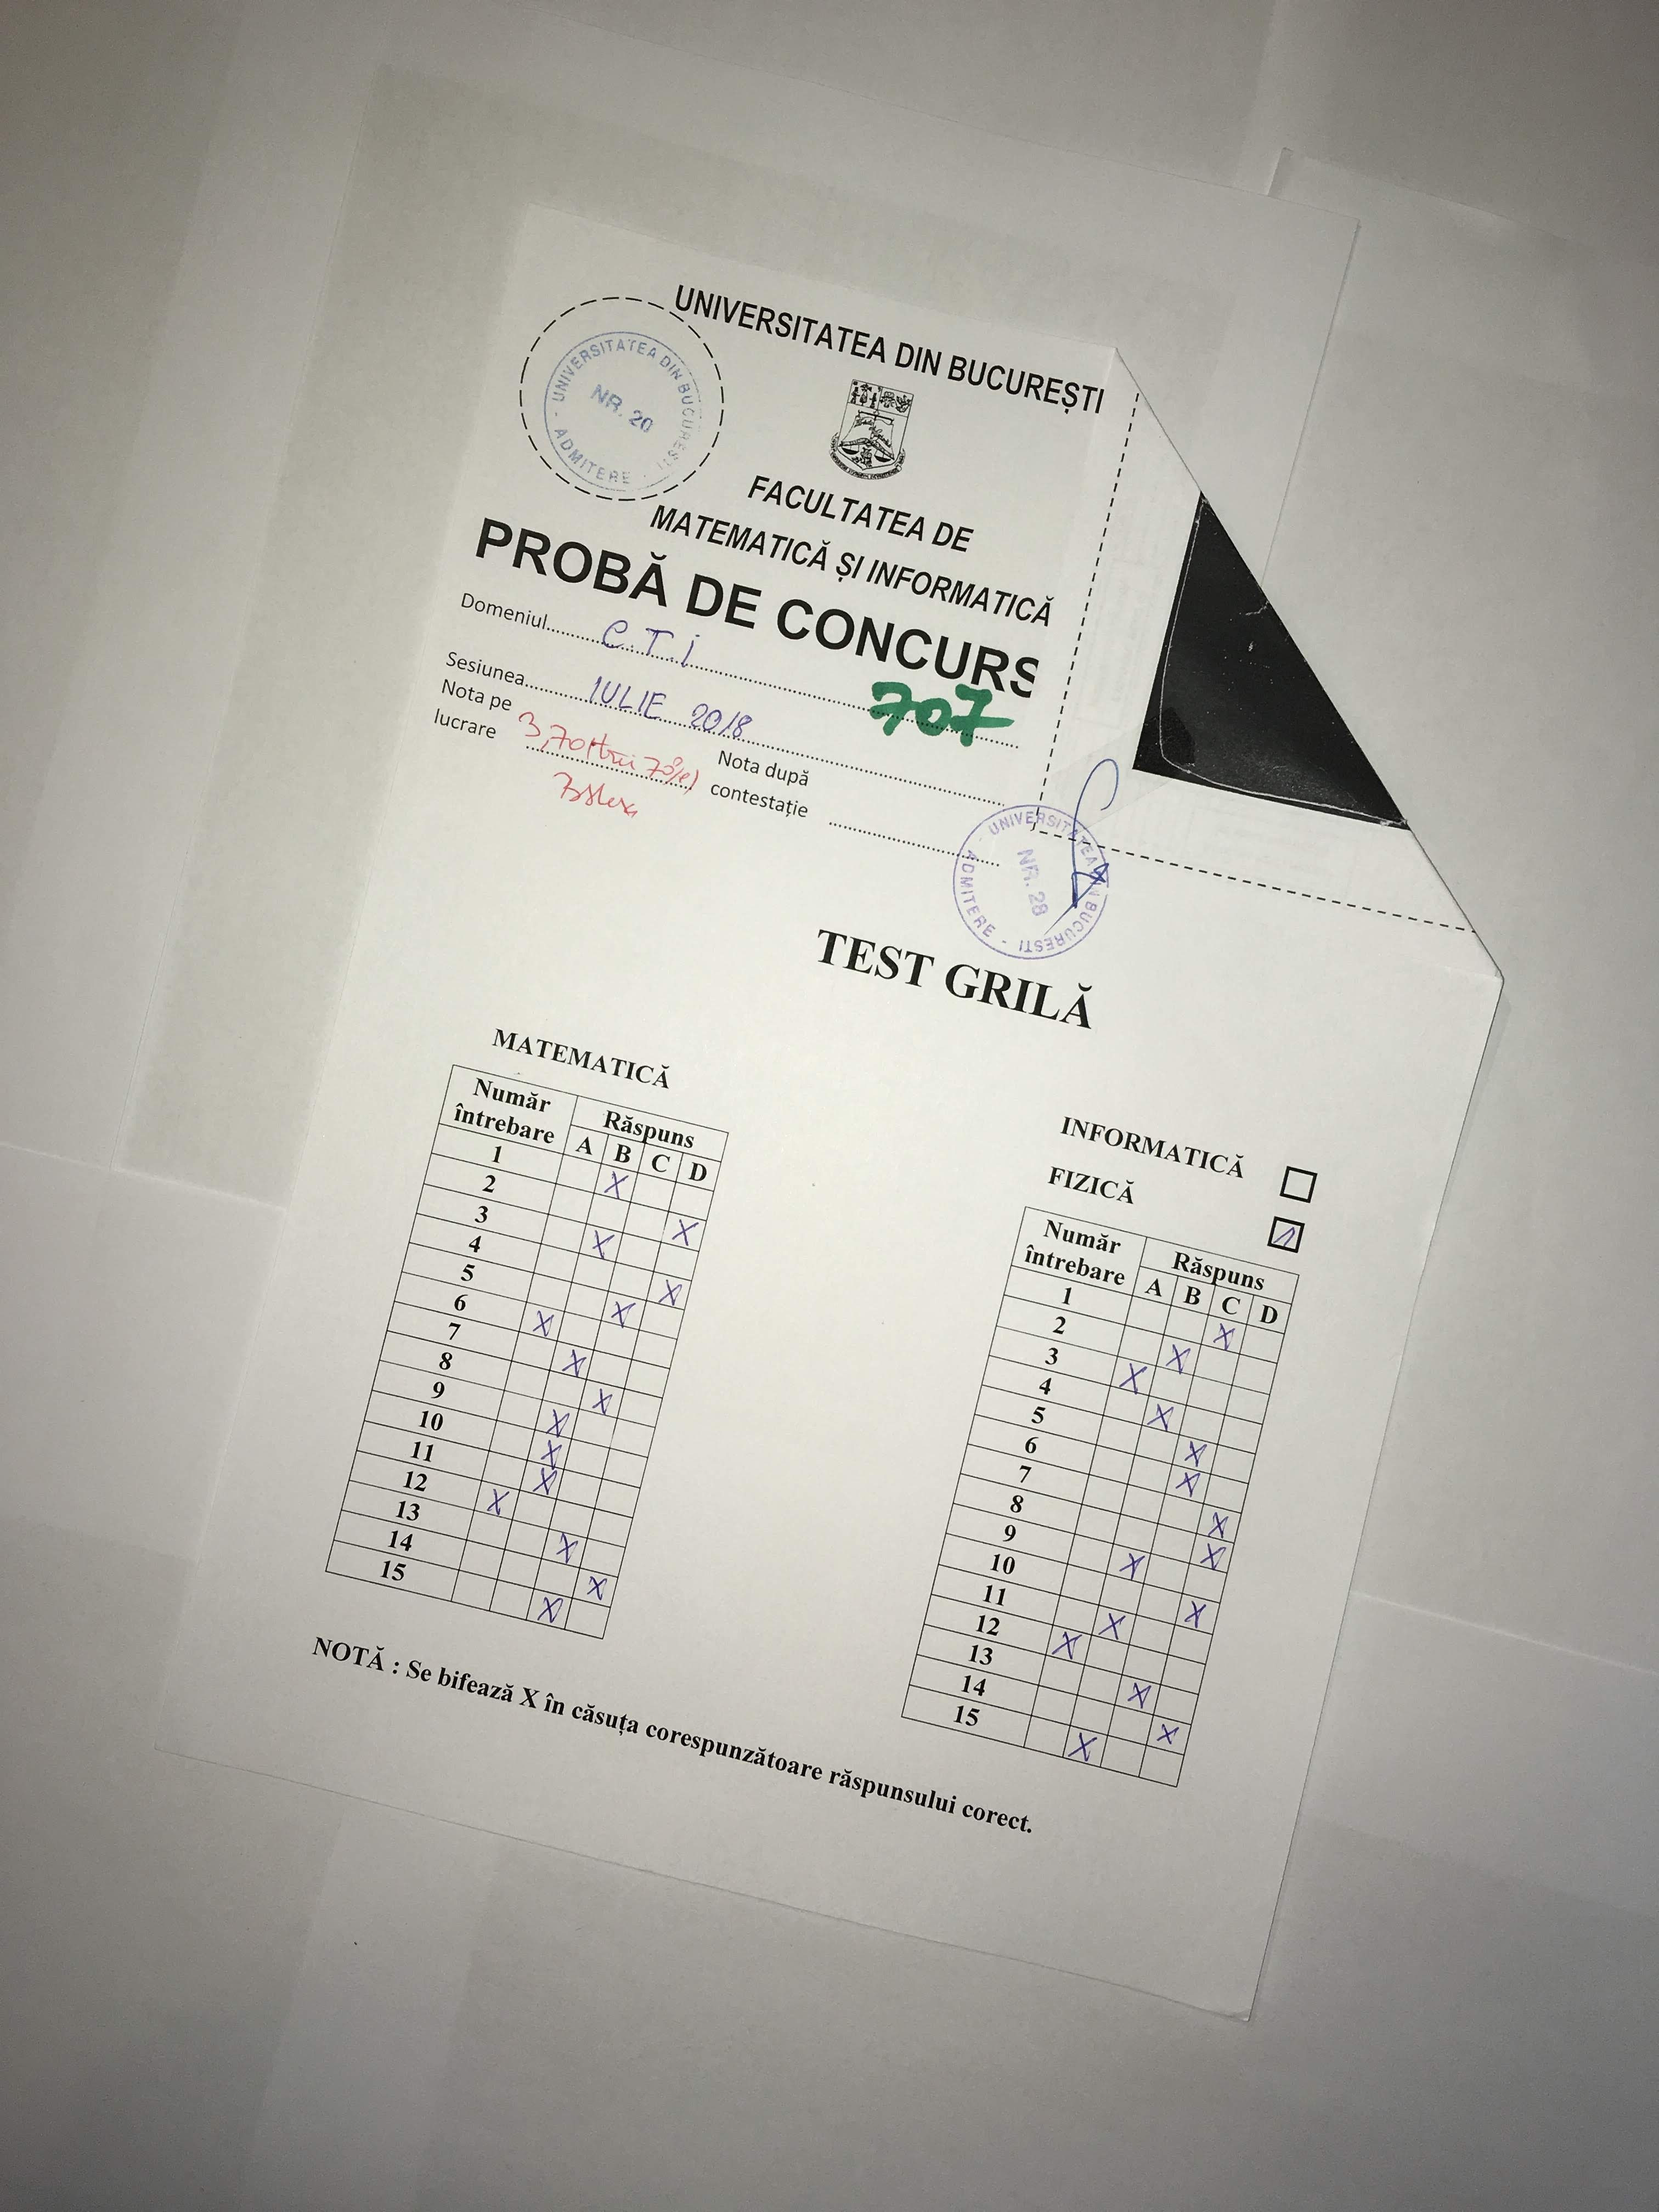 UNIVERSITATEA DIN BUCUREȘTI
UNIVERSITATEA DIN BUCURESTI - ADMITERE -
NR. 20
FACULTATEA DE
MATEMATICĂ ȘI INFORMATICĂ
PROBĂ DE CONCURS
Domeniul C.T.I
707
Sesiunea IULIE 2018
Nota pe lucrare 3,70 (trei 70%)
Nota după contestație
UNIVERSITATEA DIN BUCURESTI - ADMITERE -
NR. 28
TEST GRILĂ
MATEMATICĂ
Număr întrebare Răspuns
A B C D
1 X
2 X
3 X
4 X
5 X
6 X
7 X
8 X
9 X
10 X
11 X
12 X
13 X
14 X
15 X
INFORMATICĂ
FIZICĂ
Număr întrebare Răspuns
A B C D
1 X
2 X
3 X
4 X
5 X
6 X
7 X
8 X
9 X
10 X
11 X
12 X
13 X
14 X
15 X
NOTĂ : Se bifează X în căsuța corespunzătoare răspunsului corect.